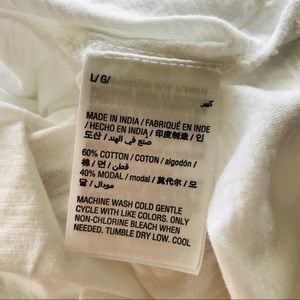 L/ G/
كبير
MADE IN INDIA / FABRIQUÉ EN INDE
/ HECHO EN INDIA / 印度制造 / 인
도산 / صنع في الهند /
60% COTTON / COTON / algodón /
棉 / 면 / قطن /
40% MODAL / modal / 莫代尔 / 모
달 / مودال /
MACHINE WASH COLD GENTLE
CYCLE WITH LIKE COLORS. ONLY
NON-CHLORINE BLEACH WHEN
NEEDED. TUMBLE DRY LOW. COOL